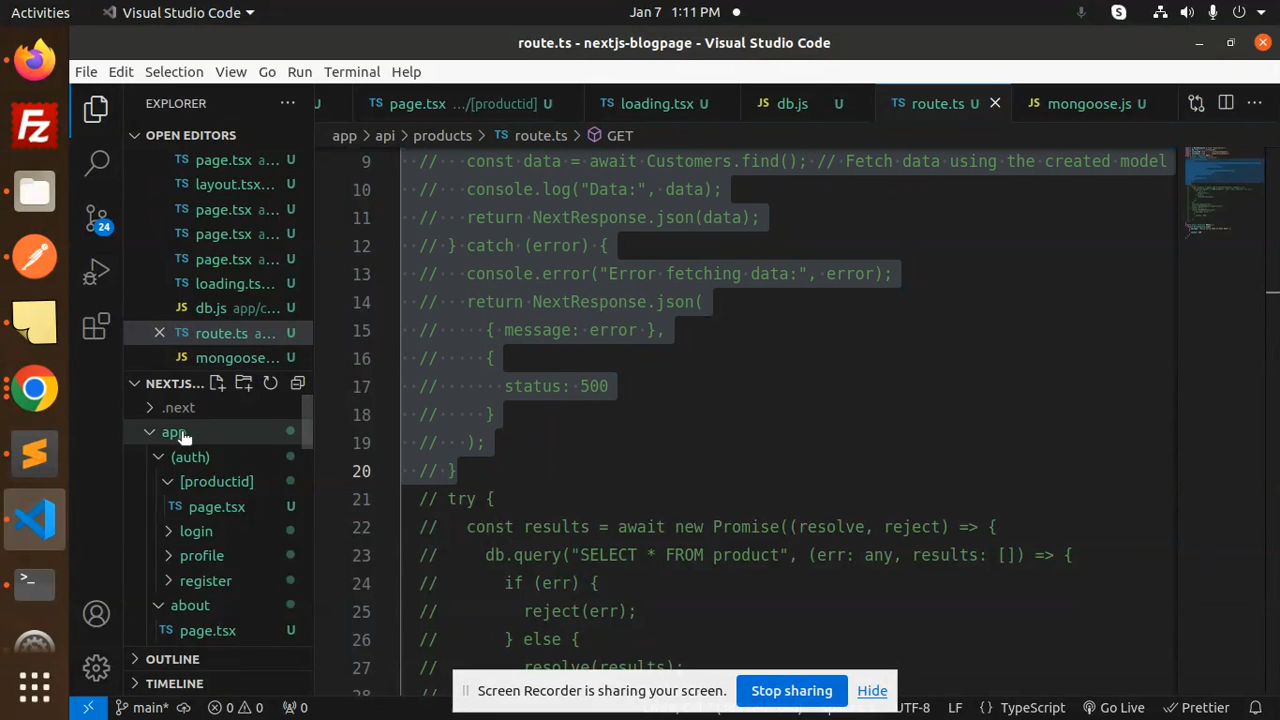 Activities
Visual Studio Code
Jan 7 1:11 PM
route.ts - nextjs-blogpage - Visual Studio Code
File Edit Selection View Go Run Terminal Help
EXPLORER
U
TS page.tsx .../[productid] U
TS loading.tsx U
JS db.js U
TS route.ts U
JS mongoose.js U
OPEN EDITORS
app > api > products > TS route.ts > GET
TS page.tsx a... U
TS layout.tsx... U
TS page.tsx a... U
TS page.tsx a... U
TS page.tsx a... U
TS loading.ts... U
JS db.js app/c... U
TS route.ts a... U
JS mongoose... U
24
NEXTJS...
.next
app
(auth)
[productid]
TS page.tsx U
login
profile
register
about
TS page.tsx U
OUTLINE
TIMELINE
9 // const data = await Customers.find(); // Fetch data using the created model
10 // console.log("Data:", data);
11 // return NextResponse.json(data);
12 // } catch (error) {
13 // console.error("Error fetching data:", error);
14 // return NextResponse.json(
15 // { message: error },
16 // {
17 // status: 500
18 // }
19 // );
20 // }
21 // try {
22 // const results = await new Promise((resolve, reject) => {
23 // db.query("SELECT * FROM product", (err: any, results: []) => {
24 // if (err) {
25 // reject(err);
26 // } else {
27 // resolve(results);
28
Screen Recorder is sharing your screen. Stop sharing Hide
main* 0 0 0
UTF-8 LF { } TypeScript Go Live Prettier